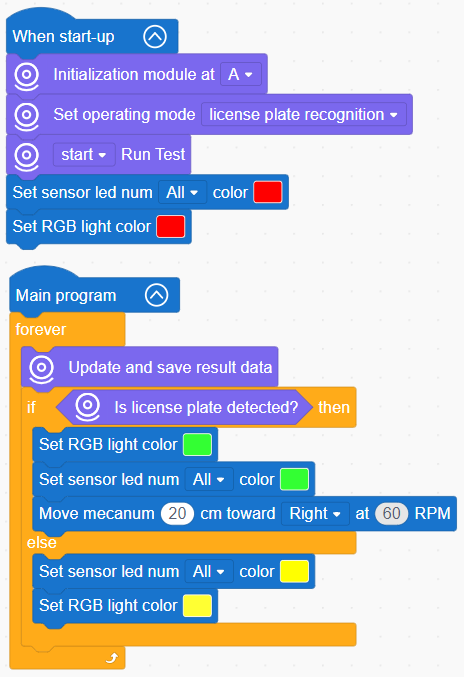 When start-up
Initialization module at A
Set operating mode license plate recognition
start Run Test
Set sensor led num All color
Set RGB light color
Main program
forever
Update and save result data
if Is license plate detected? then
Set RGB light color
Set sensor led num All color
Move mecanum 20 cm toward Right at 60 RPM
else
Set sensor led num All color
Set RGB light color